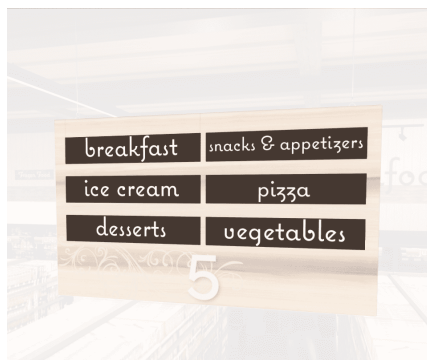 breakfast
snacks & appetizers
ice cream
pizza
desserts
vegetables
5